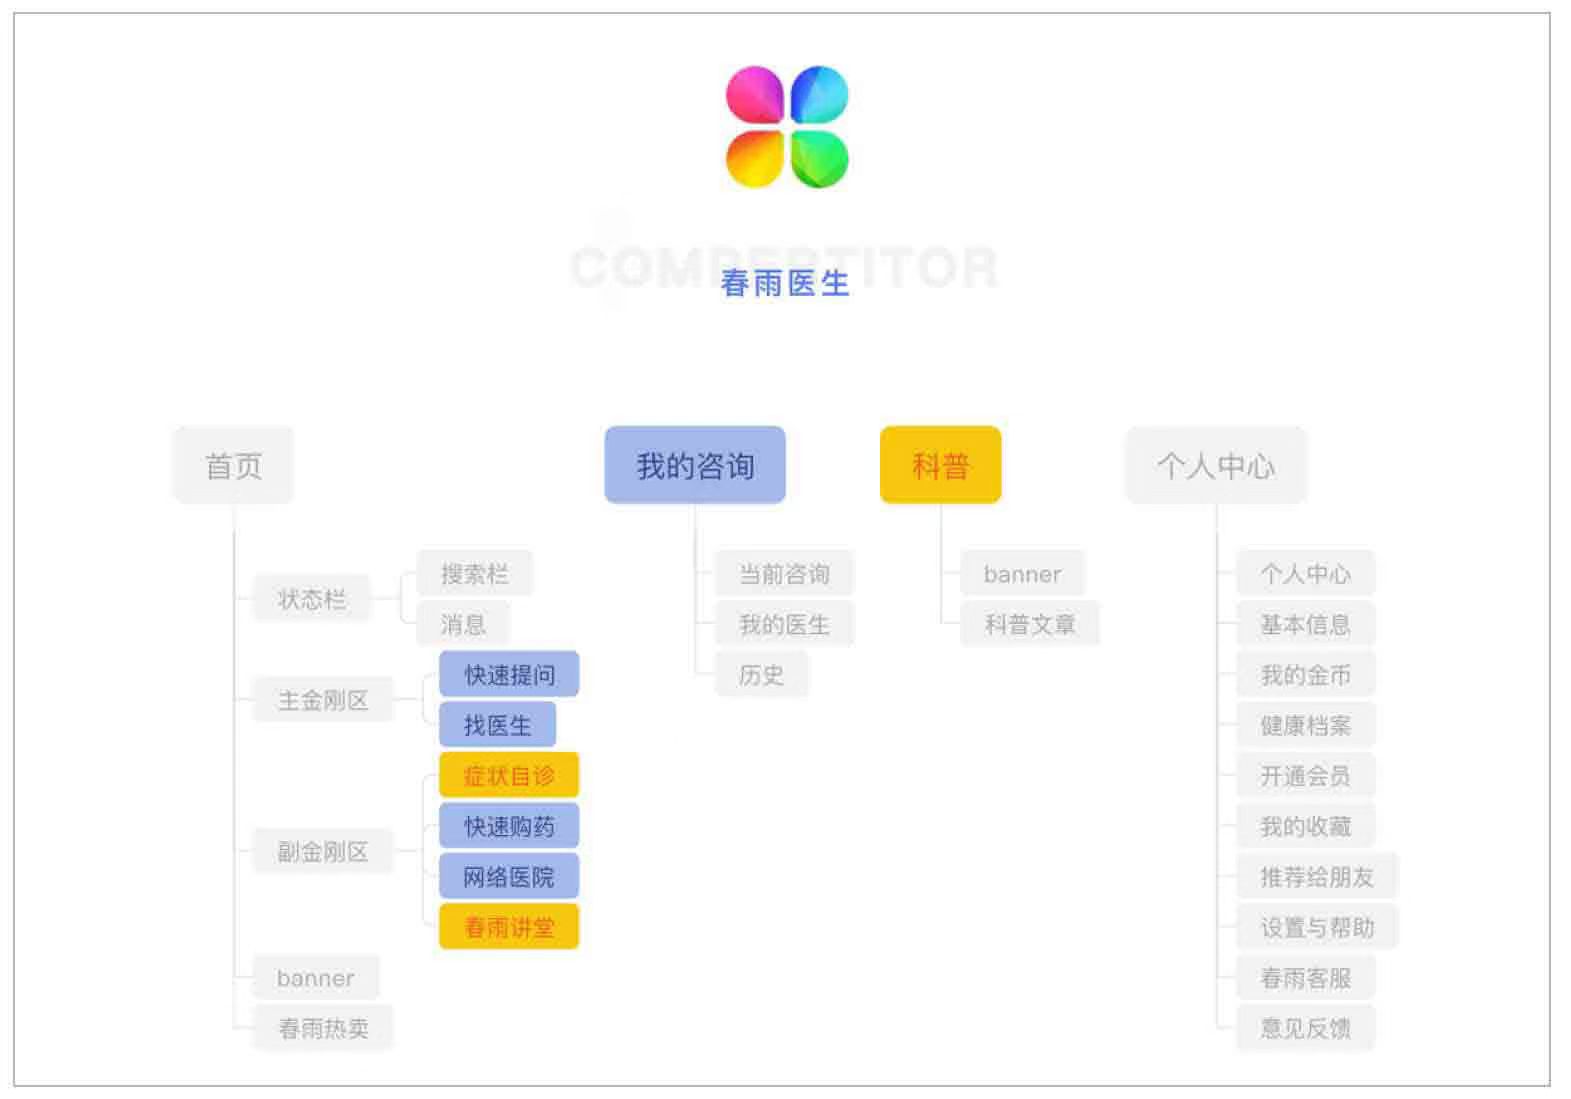 COMPERTITOR
春雨医生
首页
状态栏
搜索栏
消息
主金刚区
快速提问
找医生
副金刚区
症状自诊
快速购药
网络医院
春雨讲堂
banner
春雨热卖
我的咨询
当前咨询
我的医生
历史
科普
banner
科普文章
个人中心
个人中心
基本信息
我的金币
健康档案
开通会员
我的收藏
推荐给朋友
设置与帮助
春雨客服
意见反馈